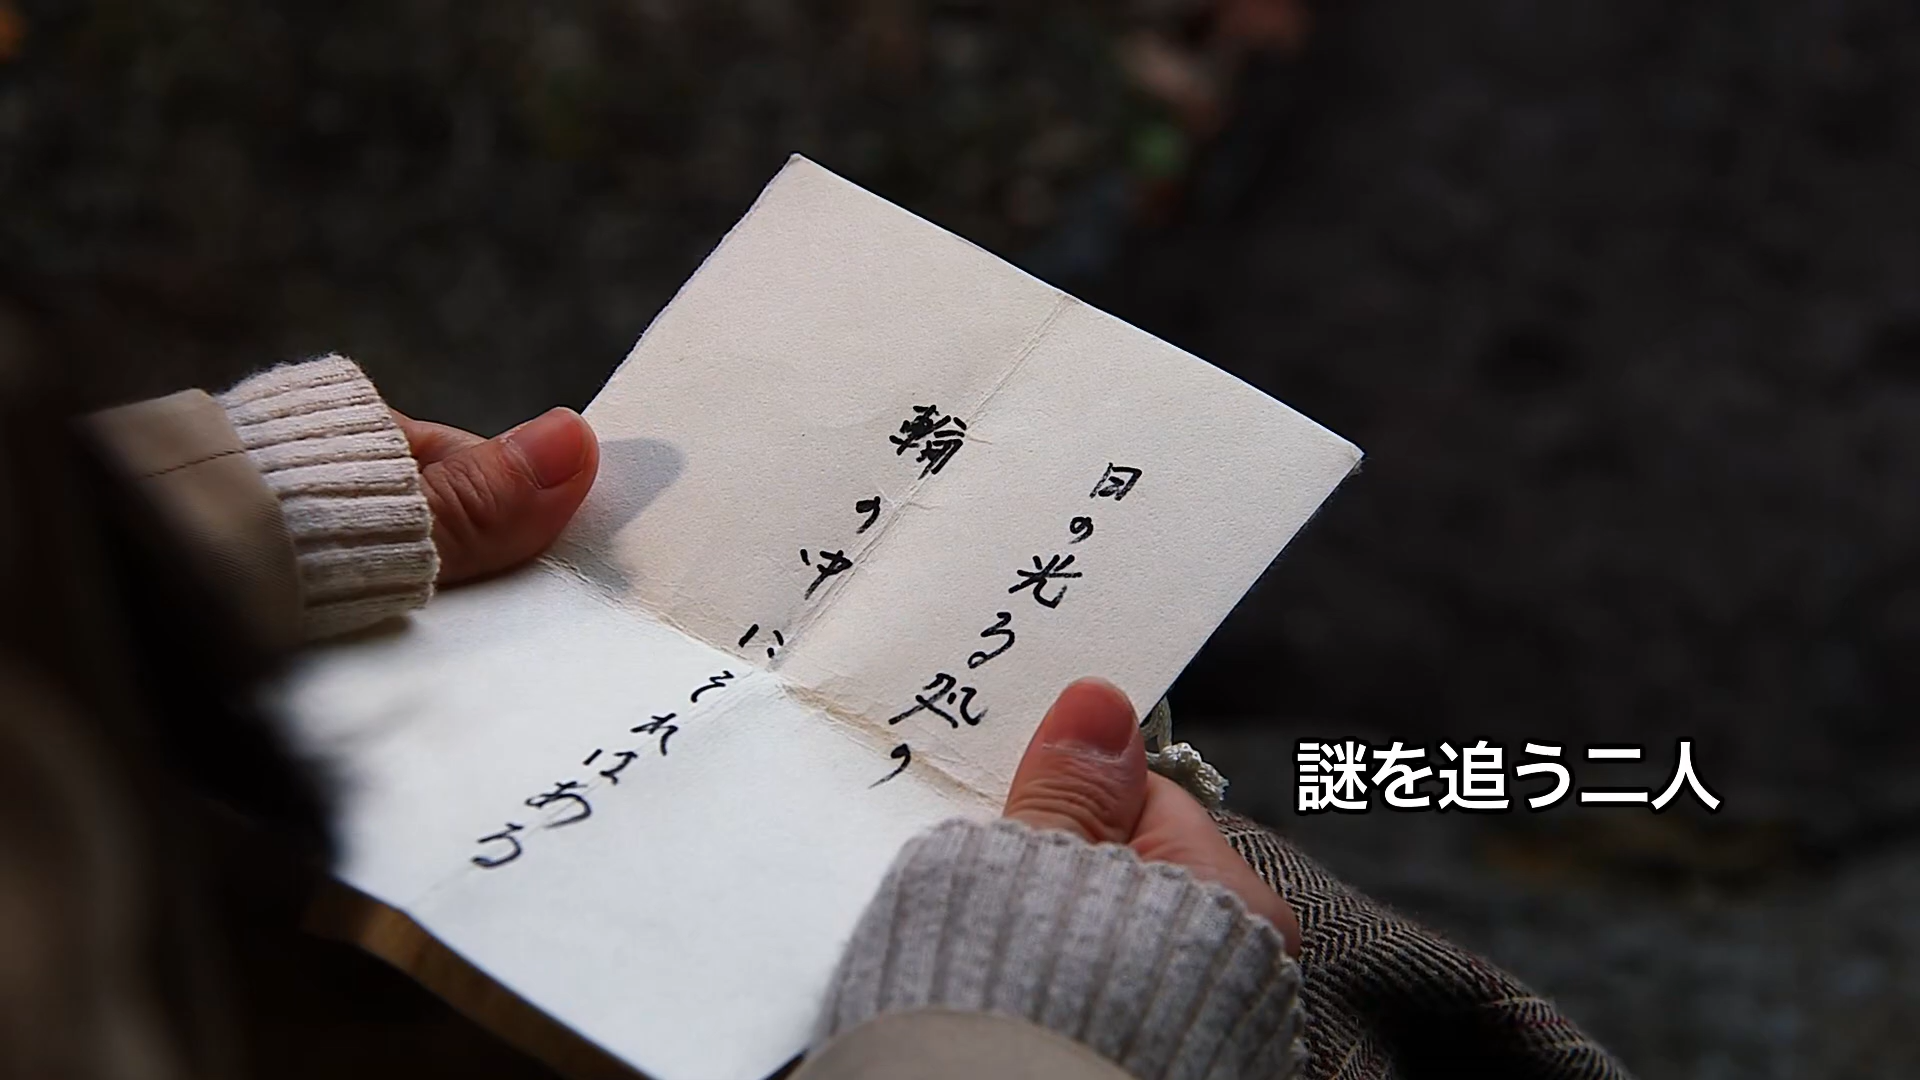 日の光る処の
輪の中にそれはある
謎を追う二人